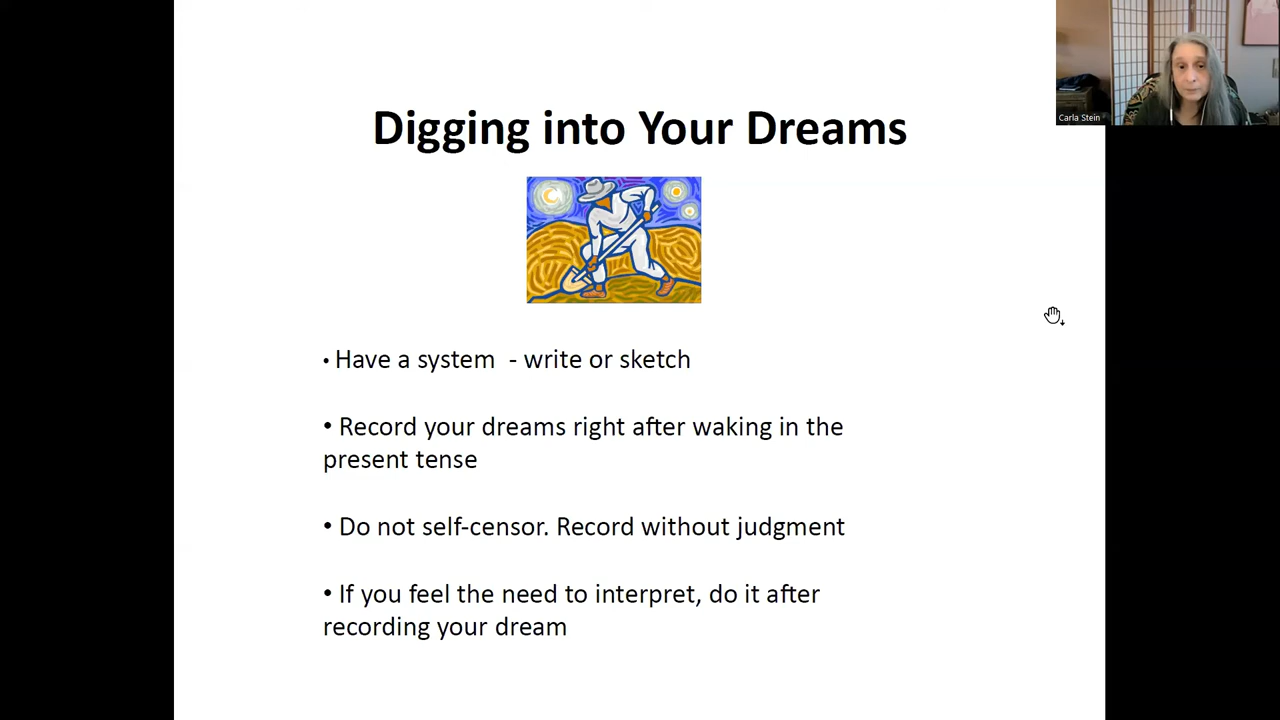 Carla Stein
Digging into Your Dreams
• Have a system - write or sketch
• Record your dreams right after waking in the
present tense
• Do not self-censor. Record without judgment
• If you feel the need to interpret, do it after
recording your dream